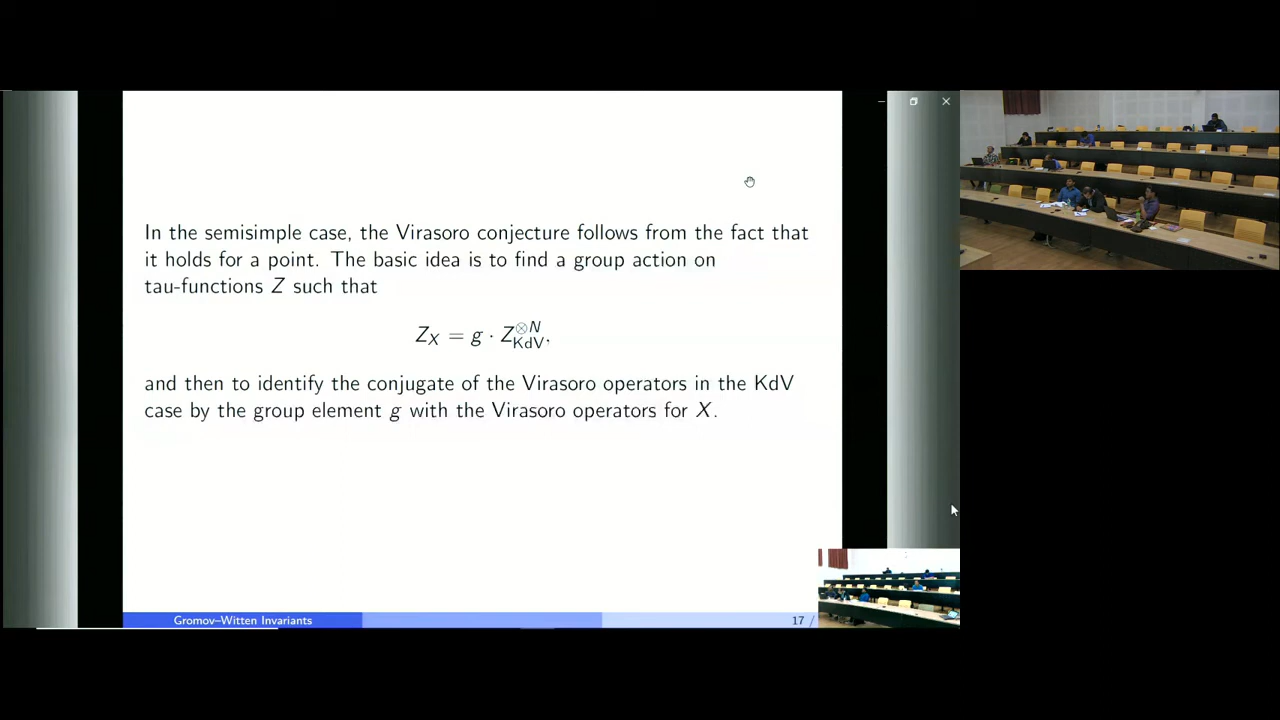 In the semisimple case, the Virasoro conjecture follows from the fact that
it holds for a point. The basic idea is to find a group action on
tau-functions Z such that
Z_X = g · Z_KdV^⊗N,
and then to identify the conjugate of the Virasoro operators in the KdV
case by the group element g with the Virasoro operators for X.
Gromov–Witten Invariants
17 /